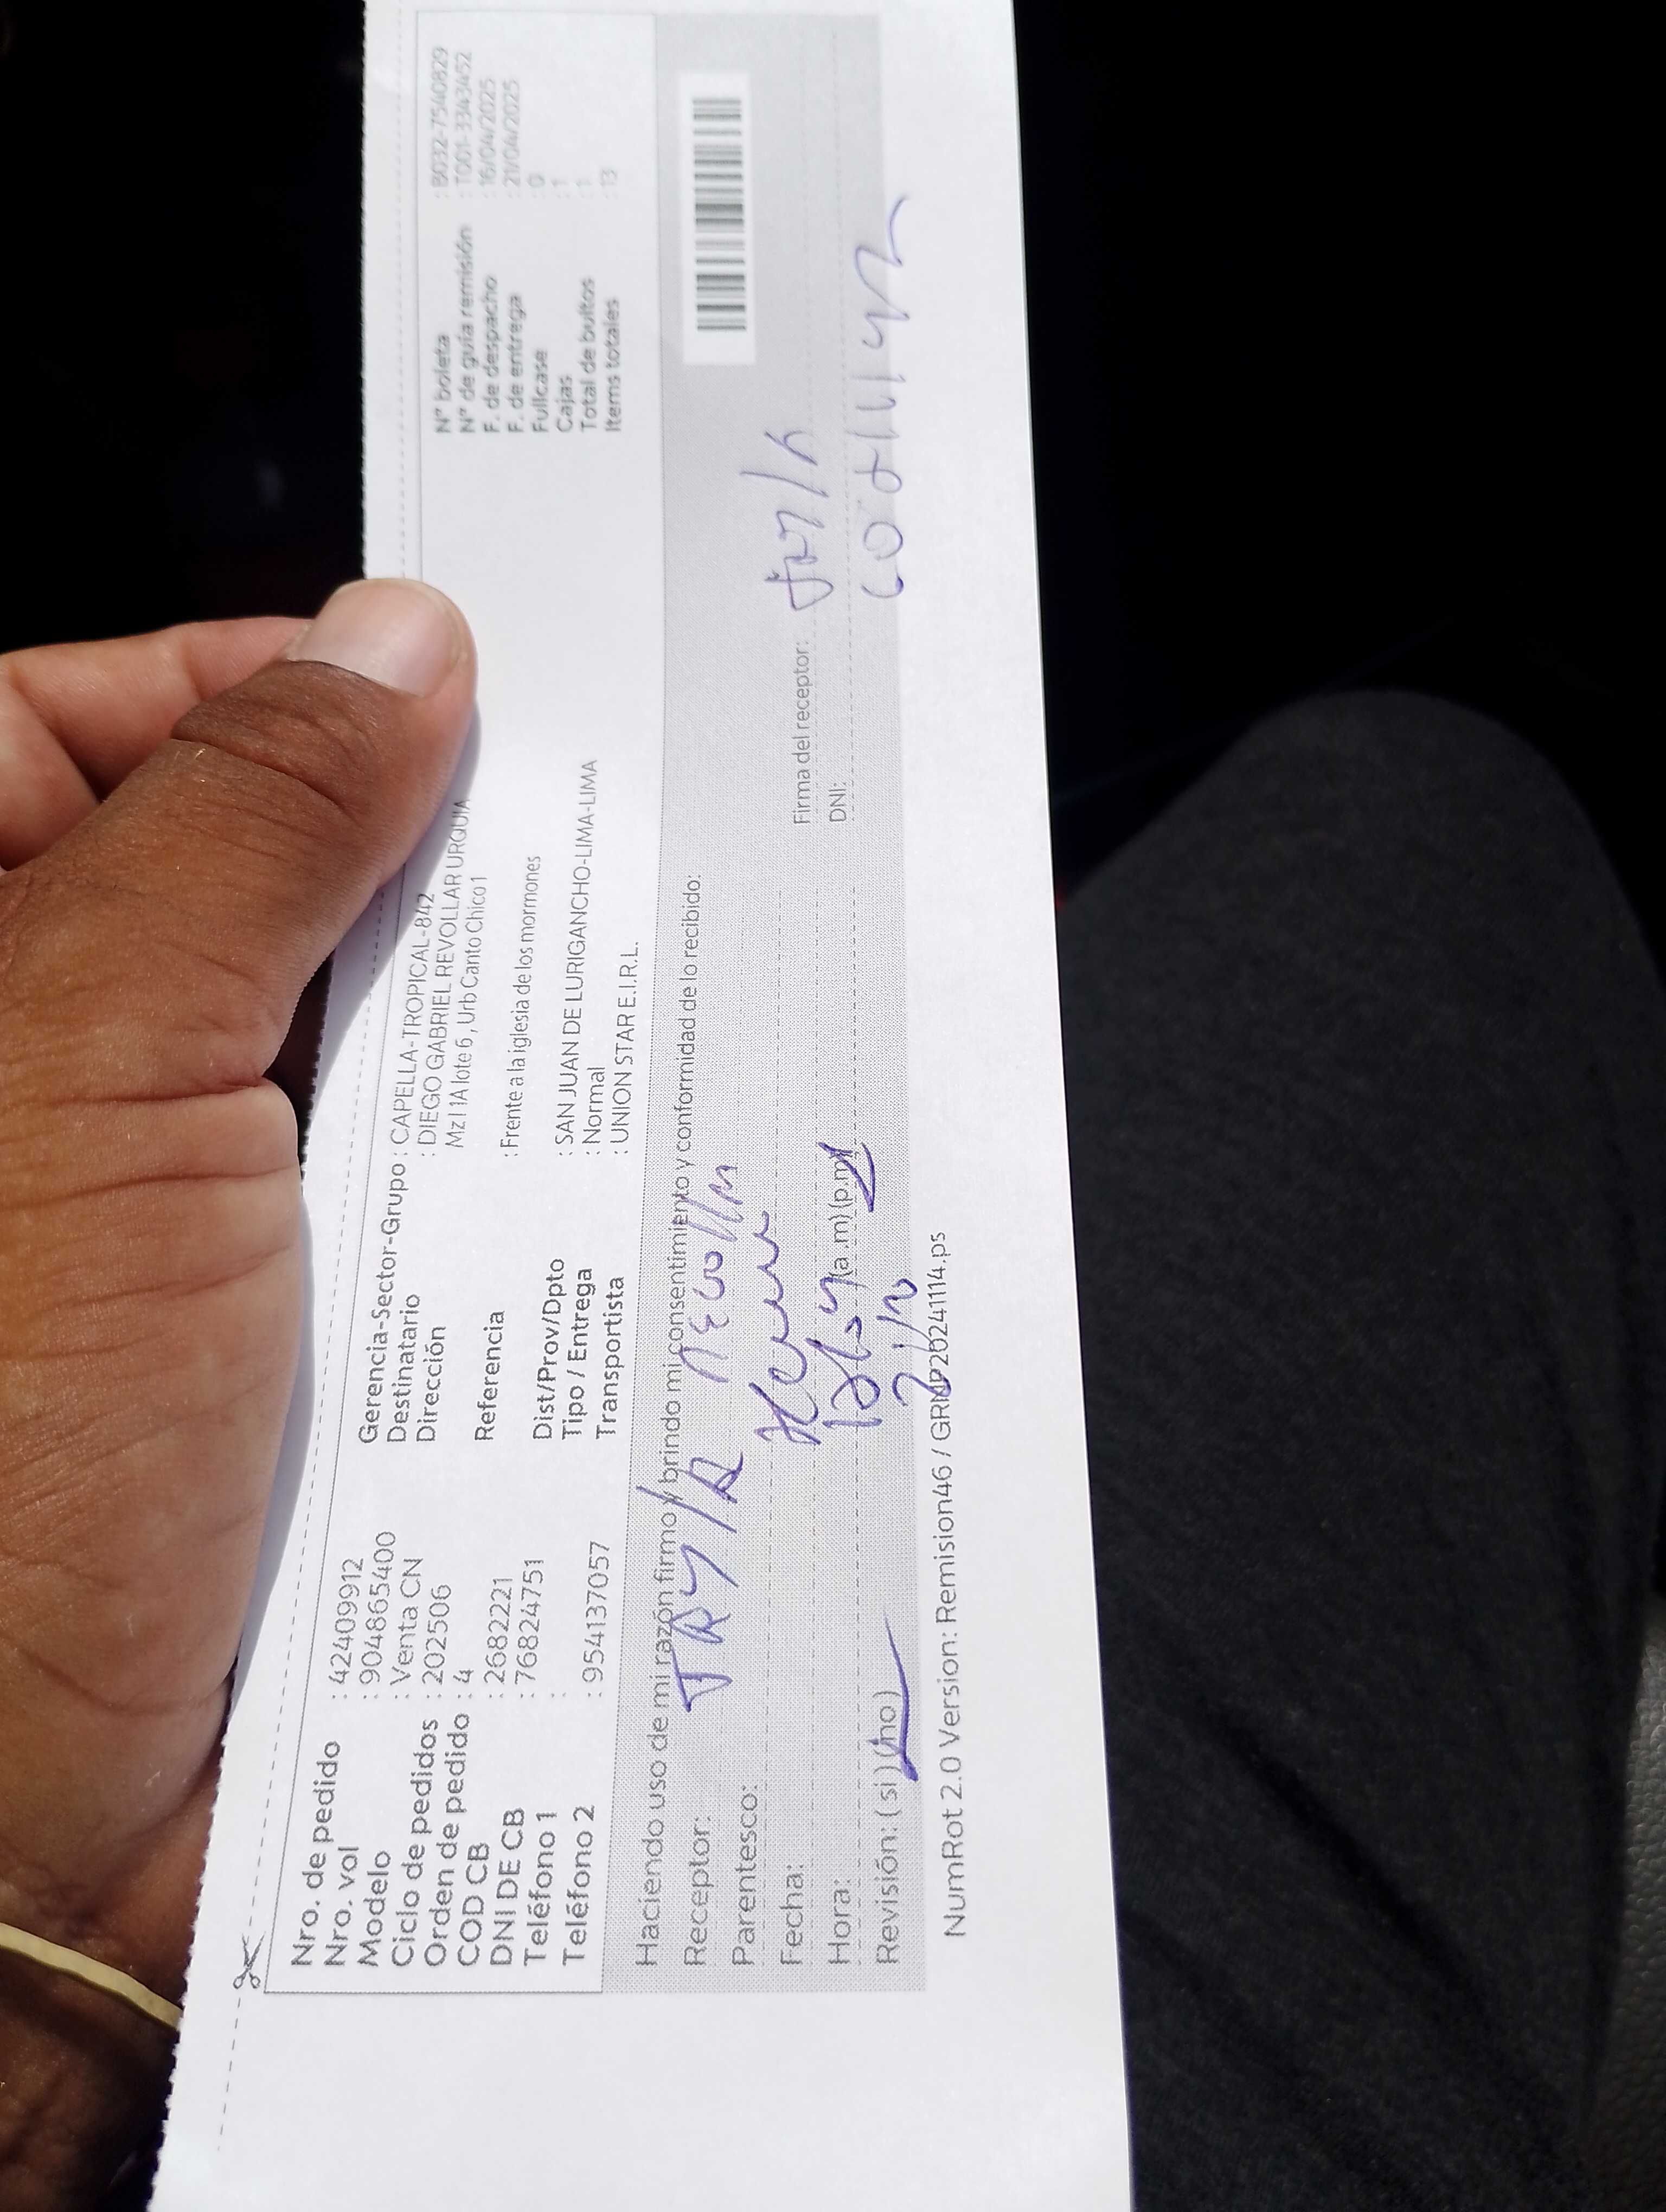 Nro. de pedido : 42409912
Nro. vol : 904865400
Modelo : Venta CN
Ciclo de pedidos : 202506
Orden de pedido : 4
COD CB : 2682221
DNI DE CB : 76824751
Teléfono 1 :
Teléfono 2 : 954137057
Gerencia-Sector-Grupo : CAPELLA-TROPICAL-842
Destinatario : DIEGO GABRIEL REVOLLAR URQUIA
Dirección Mz I 1A lote 6 , Urb Canto Chico 1
Referencia : Frente a la iglesia de los mormones
Dist/Prov/Dpto : SAN JUAN DE LURIGANCHO-LIMA-LIMA
Tipo / Entrega : Normal
Transportista : UNION STAR E.I.R.L.
N° boleta : B032-7540829
N° de guía remisión : T001-3343452
F. de despacho : 16/04/2025
F. de entrega : 21/04/2025
Fullcase : 0
Cajas : 1
Total de bultos : 1
Items totales : 13
Haciendo uso de mi razón firmo y brindo mi consentimiento y conformidad de lo recibido:
Receptor:
Parentesco:
Fecha:
Hora: (a.m) (p.m)
Revisión: ( si ) ( no )
Firma del receptor:
DNI:
NumRot 2.0 Version: Remision46 / GRMP20241114.ps